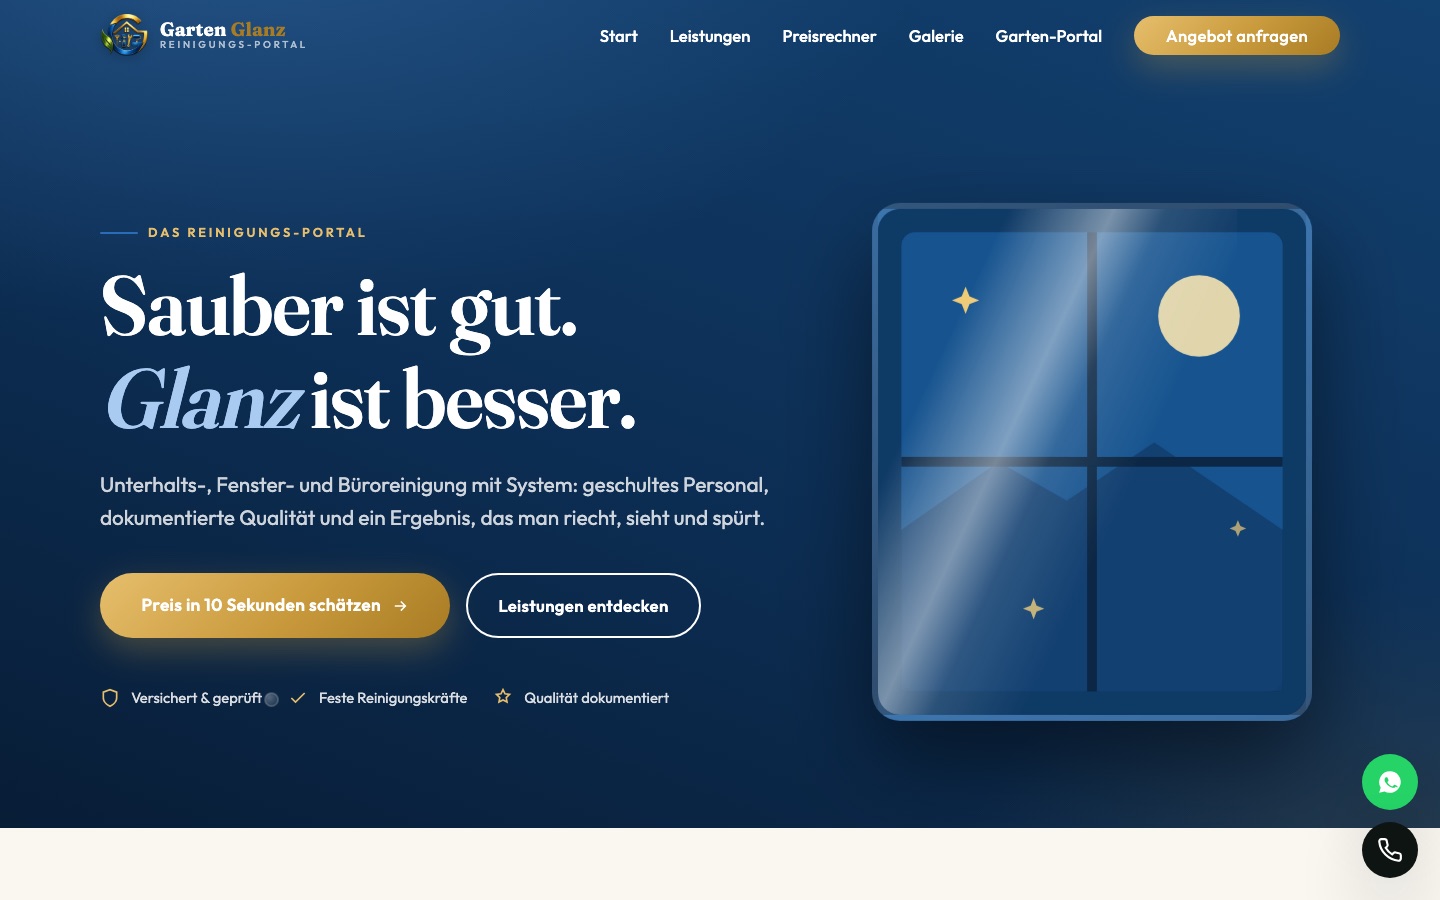 Garten Glanz
REINIGUNGS-PORTAL
Start
Leistungen
Preisrechner
Galerie
Garten-Portal
Angebot anfragen
DAS REINIGUNGS-PORTAL
Sauber ist gut.
Glanz ist besser.
Unterhalts-, Fenster- und Büroreinigung mit System: geschultes Personal,
dokumentierte Qualität und ein Ergebnis, das man riecht, sieht und spürt.
Preis in 10 Sekunden schätzen →
Leistungen entdecken
Versichert & geprüft
Feste Reinigungskräfte
Qualität dokumentiert